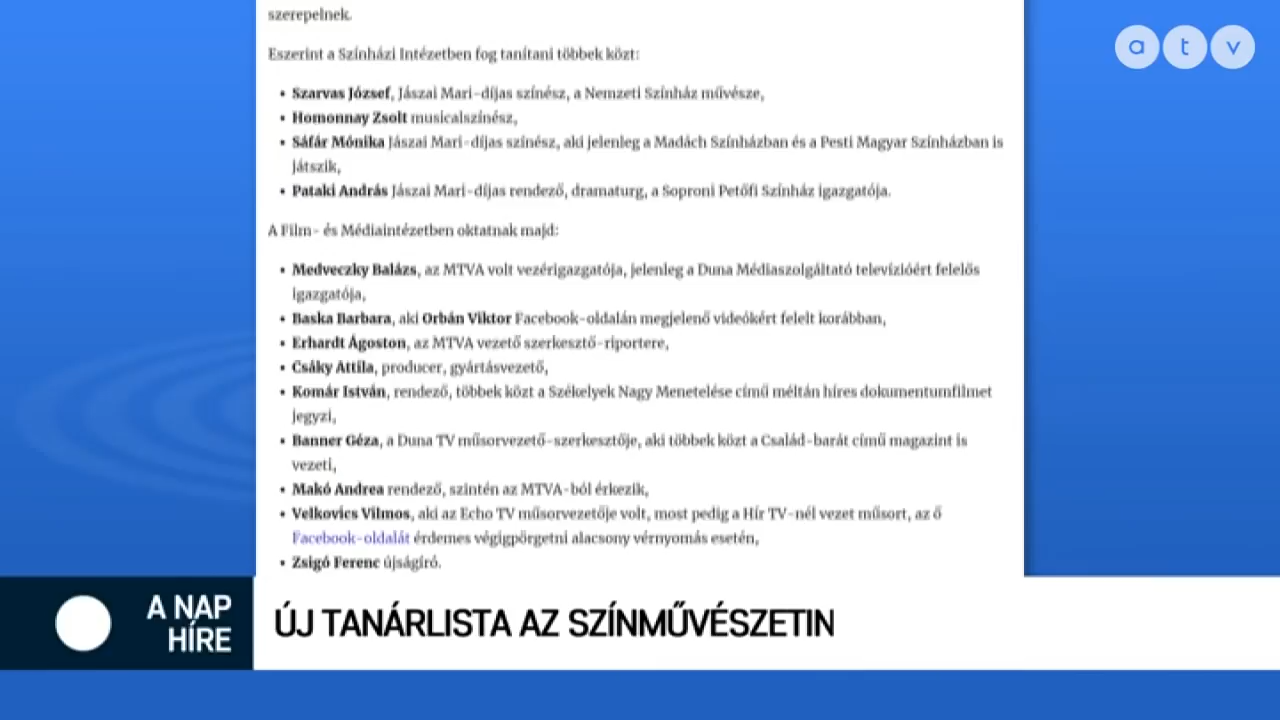 szerepelnek.
Eszerint a Színházi Intézetben fog tanítani többek közt:
• Szarvas József, Jászai Mari-díjas színész, a Nemzeti Színház művésze,
• Homonnay Zsolt musicalszínész,
• Sáfár Mónika Jászai Mari-díjas színész, aki jelenleg a Madách Színházban és a Pesti Magyar Színházban is
játszik,
• Pataki András Jászai Mari-díjas rendező, dramaturg, a Soproni Petőfi Színház igazgatója.
A Film- és Médiaintézetben oktatnak majd:
• Medveczky Balázs, az MTVA volt vezérigazgatója, jelenleg a Duna Médiaszolgáltató televízióért felelős
igazgatója,
• Baska Barbara, aki Orbán Viktor Facebook-oldalán megjelenő videókért felelt korábban,
• Erhardt Ágoston, az MTVA vezető szerkesztő-riportere,
• Csáky Attila, producer, gyártásvezető,
• Komár István, rendező, többek közt a Székelyek Nagy Menetelése című méltán híres dokumentumfilmet
jegyzi,
• Banner Géza, a Duna TV műsorvezető-szerkesztője, aki többek közt a Család-barát című magazint is
vezeti,
• Makó Andrea rendező, szintén az MTVA-ból érkezik,
• Velkovics Vilmos, aki az Echo TV műsorvezetője volt, most pedig a Hír TV-nél vezet műsort, az ő
Facebook-oldalát érdemes végigpörgetni alacsony vérnyomás esetén,
• Zsigó Ferenc újságíró.
atv
A NAP
HÍRE
ÚJ TANÁRLISTA AZ SZÍNMŰVÉSZETIN